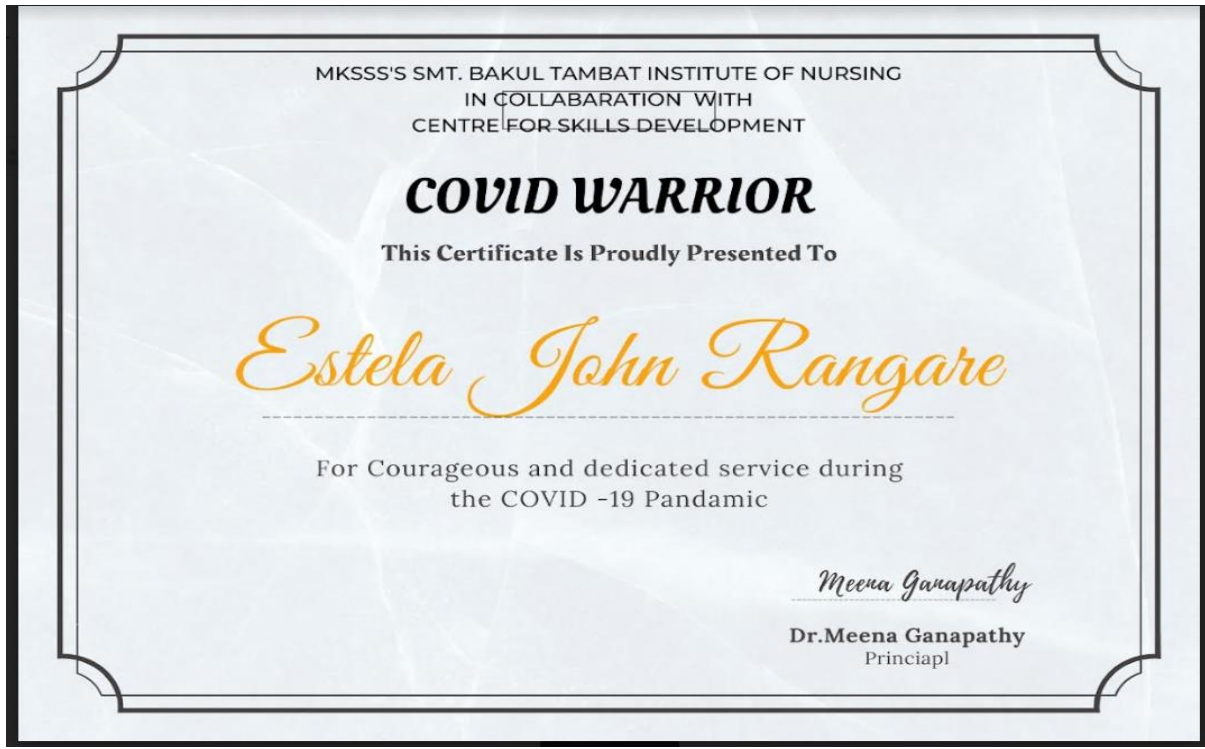 MKSSS'S SMT. BAKUL TAMBAT INSTITUTE OF NURSING
IN COLLABARATION WITH
CENTRE FOR SKILLS DEVELOPMENT
COVID WARRIOR
This Certificate Is Proudly Presented To
Estela John Rangare
For Courageous and dedicated service during
the COVID -19 Pandamic
Meena Ganapathy
Dr.Meena Ganapathy
Princiapl